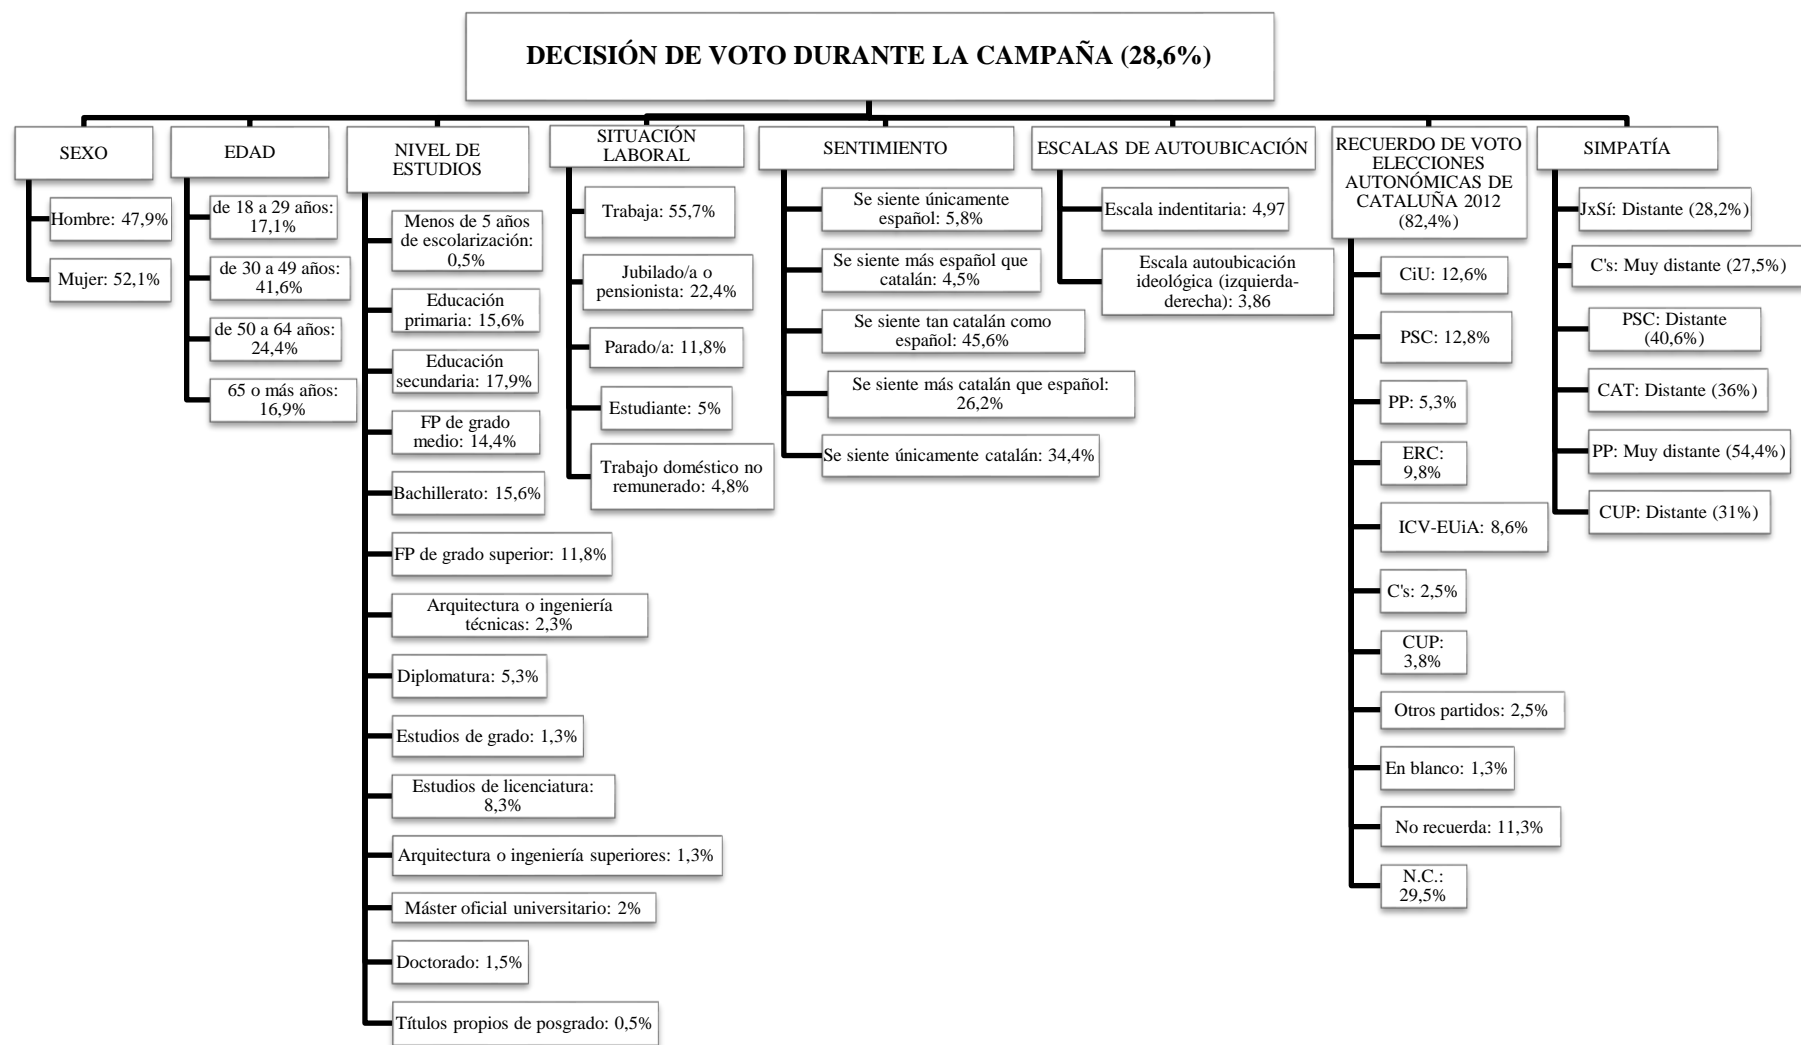 DECISIÓN DE VOTO DURANTE LA CAMPAÑA (28,6%)
SEXO
Hombre: 47,9%
Mujer: 52,1%
EDAD
de 18 a 29 años:
17,1%
de 30 a 49 años:
41,6%
de 50 a 64 años:
24,4%
65 o más años:
16,9%
NIVEL DE
ESTUDIOS
Menos de 5 años
de escolarización:
0,5%
Educación
primaria: 15,6%
Educación
secundaria: 17,9%
FP de grado
medio: 14,4%
Bachillerato: 15,6%
FP de grado superior: 11,8%
Arquitectura o ingeniería
técnicas: 2,3%
Diplomatura: 5,3%
Estudios de grado: 1,3%
Estudios de licenciatura:
8,3%
Arquitectura o ingeniería superiores: 1,3%
Máster oficial universitario: 2%
Doctorado: 1,5%
Títulos propios de posgrado: 0,5%
SITUACIÓN
LABORAL
Trabaja: 55,7%
Jubilado/a o
pensionista: 22,4%
Parado/a: 11,8%
Estudiante: 5%
Trabajo doméstico no
remunerado: 4,8%
SENTIMIENTO
Se siente únicamente
español: 5,8%
Se siente más español que
catalán: 4,5%
Se siente tan catalán como
español: 45,6%
Se siente más catalán que español:
26,2%
Se siente únicamente catalán: 34,4%
ESCALAS DE AUTOUBICACIÓN
Escala indentitaria: 4,97
Escala autoubicación
ideológica (izquierda-
derecha): 3,86
RECUERDO DE VOTO
ELECCIONES
AUTONÓMICAS DE
CATALUÑA 2012
(82,4%)
CiU: 12,6%
PSC: 12,8%
PP: 5,3%
ERC:
9,8%
ICV-EUiA: 8,6%
C's: 2,5%
CUP:
3,8%
Otros partidos: 2,5%
En blanco: 1,3%
No recuerda: 11,3%
N.C.:
29,5%
SIMPATÍA
JxSí: Distante (28,2%)
C's: Muy distante (27,5%)
PSC: Distante
(40,6%)
CAT: Distante (36%)
PP: Muy distante (54,4%)
CUP: Distante (31%)